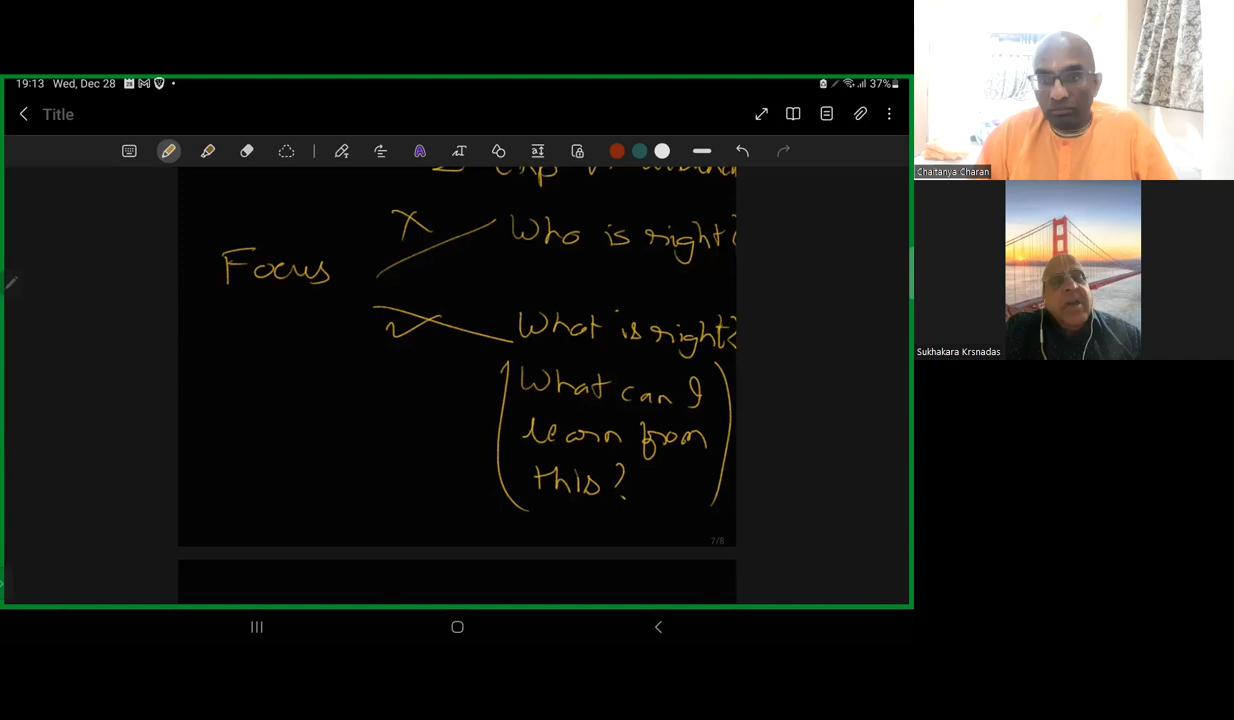 19:13 Wed, Dec 28
37%
Title
Who is right?
Focus
What is right?
What can I
learn from
this?
7/8
Chaitanya Charan
Sukhakara Krsnadas